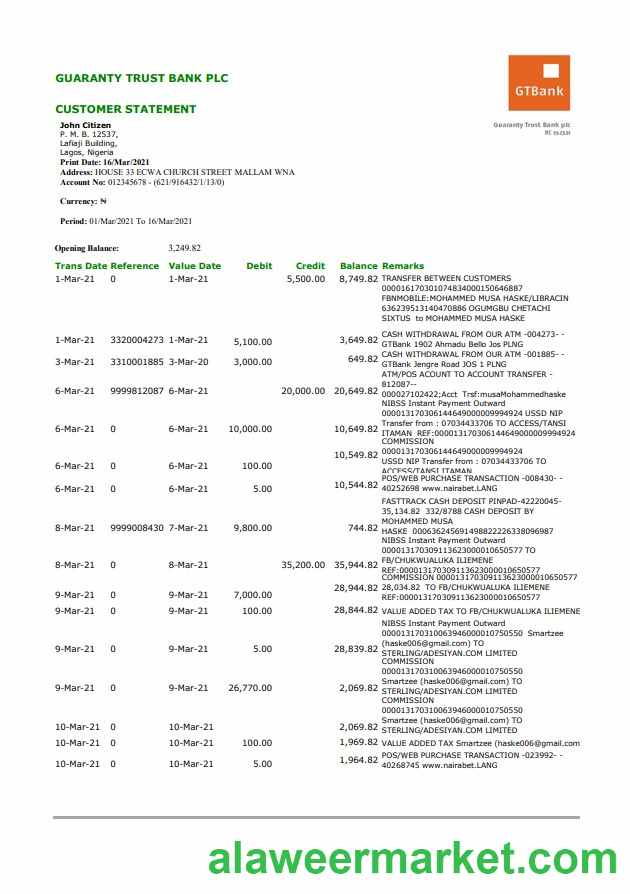 GUARANTY TRUST BANK PLC
GTBank
CUSTOMER STATEMENT
Guaranty Trust Bank plc
John Citizen
P. M. B. 12537,
Lafiaji Building,
Lagos, Nigeria
Print Date: 16/Mar/2021
Address: HOUSE 33 ECWA CHURCH STREET MALLAM WNA
Account No: 012345678 - (621/916432/1/13/0)
Currency: ₦
Period: 01/Mar/2021 To 16/Mar/2021
Opening Balance: 3,249.82
Trans Date Reference Value Date Debit Credit Balance Remarks
1-Mar-21 0 1-Mar-21 5,500.00 8,749.82 TRANSFER BETWEEN CUSTOMERS
000016170301074834000150646887
FBNMOBILE:MOHAMMED MUSA HASKE/LIBRACIN
636239513140470886 OGUMGBU CHETACHI
SIXTUS to MOHAMMED MUSA HASKE
1-Mar-21 3320004273 1-Mar-21 5,100.00 3,649.82 CASH WITHDRAWAL FROM OUR ATM -004273- -
GTBank 1902 Ahmadu Bello Jos PLNG
3-Mar-21 3310001885 3-Mar-20 3,000.00 649.82 CASH WITHDRAWAL FROM OUR ATM -001885- -
GTBank Jengre Road JOS 1 PLNG
ATM/POS ACOUNT TO ACCOUNT TRANSFER -
812087--
6-Mar-21 9999812087 6-Mar-21 20,000.00 20,649.82 000027102422;Acct Trsf:musaMohammedhaske
NIBSS Instant Payment Outward
000013170306144649000009994924 USSD NIP
6-Mar-21 0 6-Mar-21 10,000.00 10,649.82 Transfer from : 07034433706 TO ACCESS/TANSI
ITAMAN REF:000013170306144649000009994924
COMMISSION
10,549.82 000013170306144649000009994924
6-Mar-21 0 6-Mar-21 100.00 USSD NIP Transfer from : 07034433706 TO
ACCESS/TANSI ITAMAN
6-Mar-21 0 6-Mar-21 5.00 10,544.82 POS/WEB PURCHASE TRANSACTION -008430- -
40252698 www.nairabet.LANG
FASTTRACK CASH DEPOSIT PINPAD-42220045-
35,134.82 332/8788 CASH DEPOSIT BY
8-Mar-21 9999008430 7-Mar-21 9,800.00 744.82 MOHAMMED MUSA
HASKE 000636245691498822226338096987
NIBSS Instant Payment Outward
000013170309113623000010650577 TO
8-Mar-21 0 8-Mar-21 35,200.00 35,944.82 FB/CHUKWUALUKA ILIEMENE
REF:000013170309113623000010650577
COMMISSION 000013170309113623000010650577
9-Mar-21 0 9-Mar-21 7,000.00 28,944.82 28,034.82 TO FB/CHUKWUALUKA ILIEMENE
REF:000013170309113623000010650577
9-Mar-21 0 9-Mar-21 100.00 28,844.82 VALUE ADDED TAX TO FB/CHUKWUALUKA ILIEMENE
NIBSS Instant Payment Outward
000013170310063946000010750550 Smartzee
(haske006@gmail.com) TO
9-Mar-21 0 9-Mar-21 5.00 28,839.82 STERLING/ADESIYAN.COM LIMITED
COMMISSION
000013170310063946000010750550
Smartzee (haske006@gmail.com) TO
9-Mar-21 0 9-Mar-21 26,770.00 2,069.82 STERLING/ADESIYAN.COM LIMITED
COMMISSION
000013170310063946000010750550
Smartzee (haske006@gmail.com) TO
10-Mar-21 0 10-Mar-21 2,069.82 STERLING/ADESIYAN.COM LIMITED
10-Mar-21 0 10-Mar-21 100.00 1,969.82 VALUE ADDED TAX Smartzee (haske006@gmail.com
10-Mar-21 0 10-Mar-21 5.00 1,964.82 POS/WEB PURCHASE TRANSACTION -023992- -
40268745 www.nairabet.LANG
alaweermarket.com